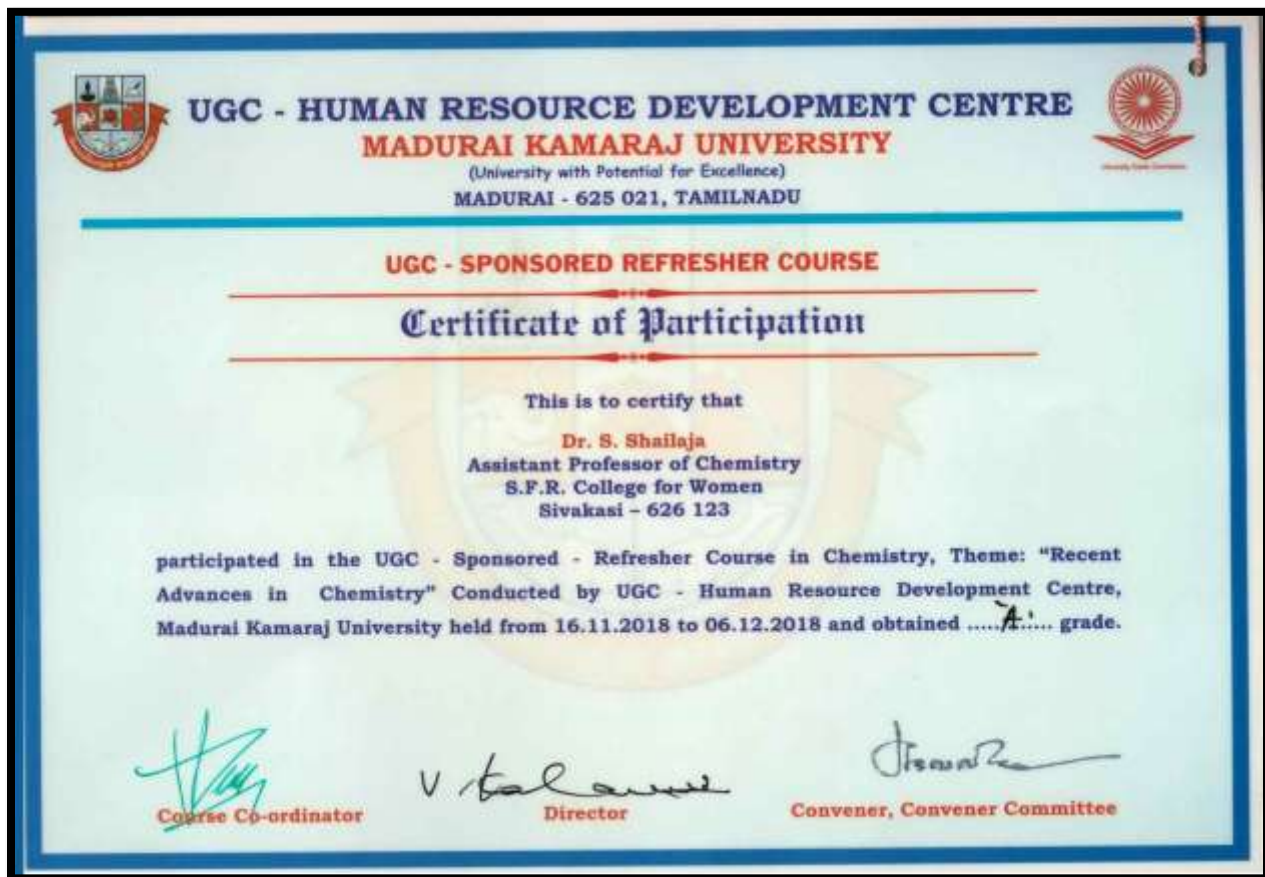 UGC - HUMAN RESOURCE DEVELOPMENT CENTRE
MADURAI KAMARAJ UNIVERSITY
(University with Potential for Excellence)
MADURAI - 625 021, TAMILNADU
UGC - SPONSORED REFRESHER COURSE
Certificate of Participation
This is to certify that
Dr. S. Shailaja
Assistant Professor of Chemistry
S.F.R. College for Women
Sivakasi – 626 123
participated in the UGC - Sponsored - Refresher Course in Chemistry, Theme: “Recent
Advances in Chemistry” Conducted by UGC - Human Resource Development Centre,
Madurai Kamaraj University held from 16.11.2018 to 06.12.2018 and obtained .....'A'..... grade.
Course Co-ordinator
Director
Convener, Convener Committee